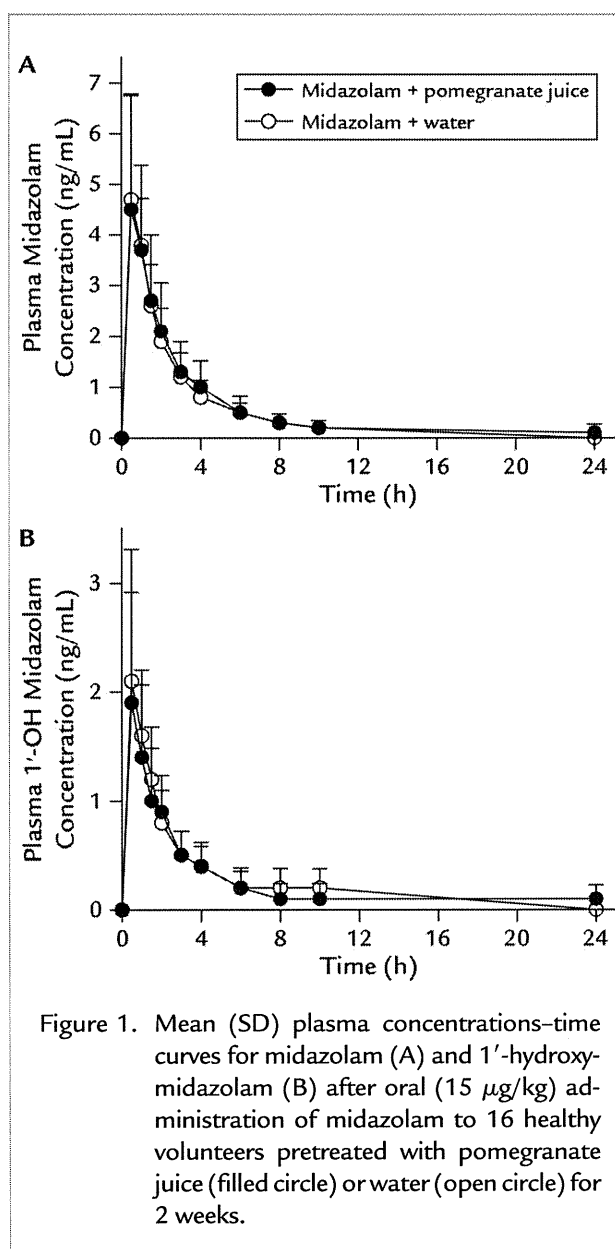 A
Midazolam + pomegranate juice
Midazolam + water
Plasma Midazolam
Concentration (ng/mL)
7
6
5
4
3
2
1
0
0 4 8 12 16 20 24
Time (h)
B
Plasma 1′-OH Midazolam
Concentration (ng/mL)
3
2
1
0
0 4 8 12 16 20 24
Time (h)
Figure 1. Mean (SD) plasma concentrations–time
curves for midazolam (A) and 1′-hydroxy-
midazolam (B) after oral (15 μg/kg) ad-
ministration of midazolam to 16 healthy
volunteers pretreated with pomegranate
juice (filled circle) or water (open circle) for
2 weeks.